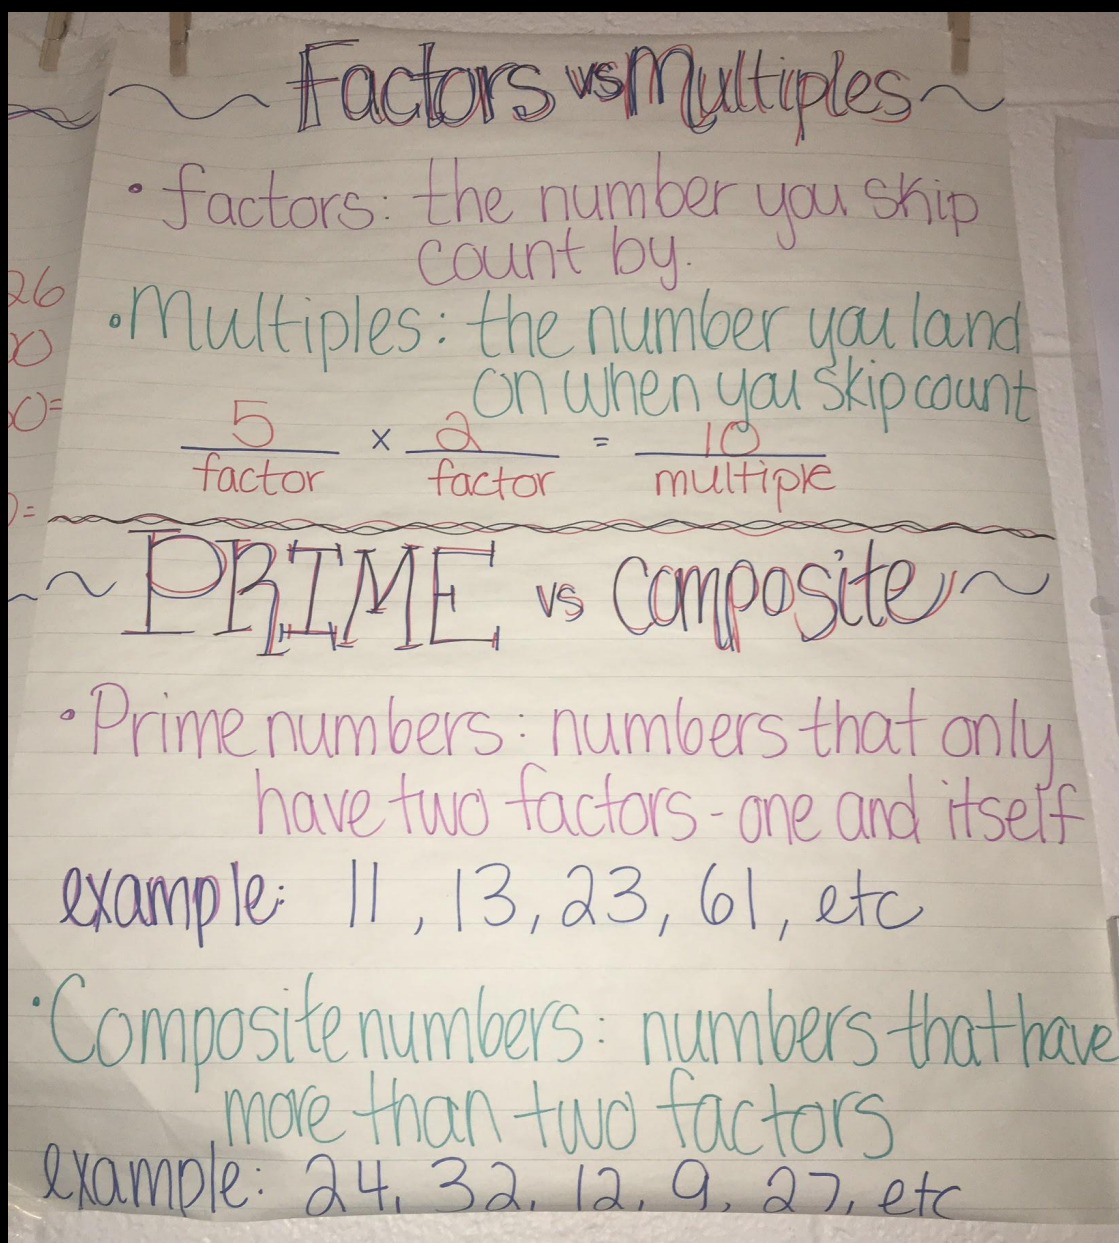 Factors vs Multiples
• factors: the number you skip
count by.
• Multiples: the number you land
on when you skip count
5 × 2 = 10
factor factor multiple
PRIME vs Composite
• Prime numbers: numbers that only
have two factors - one and itself
example: 11, 13, 23, 61, etc
• Composite numbers: numbers that have
more than two factors
example: 24, 32, 12, 9, 27, etc
26
0=